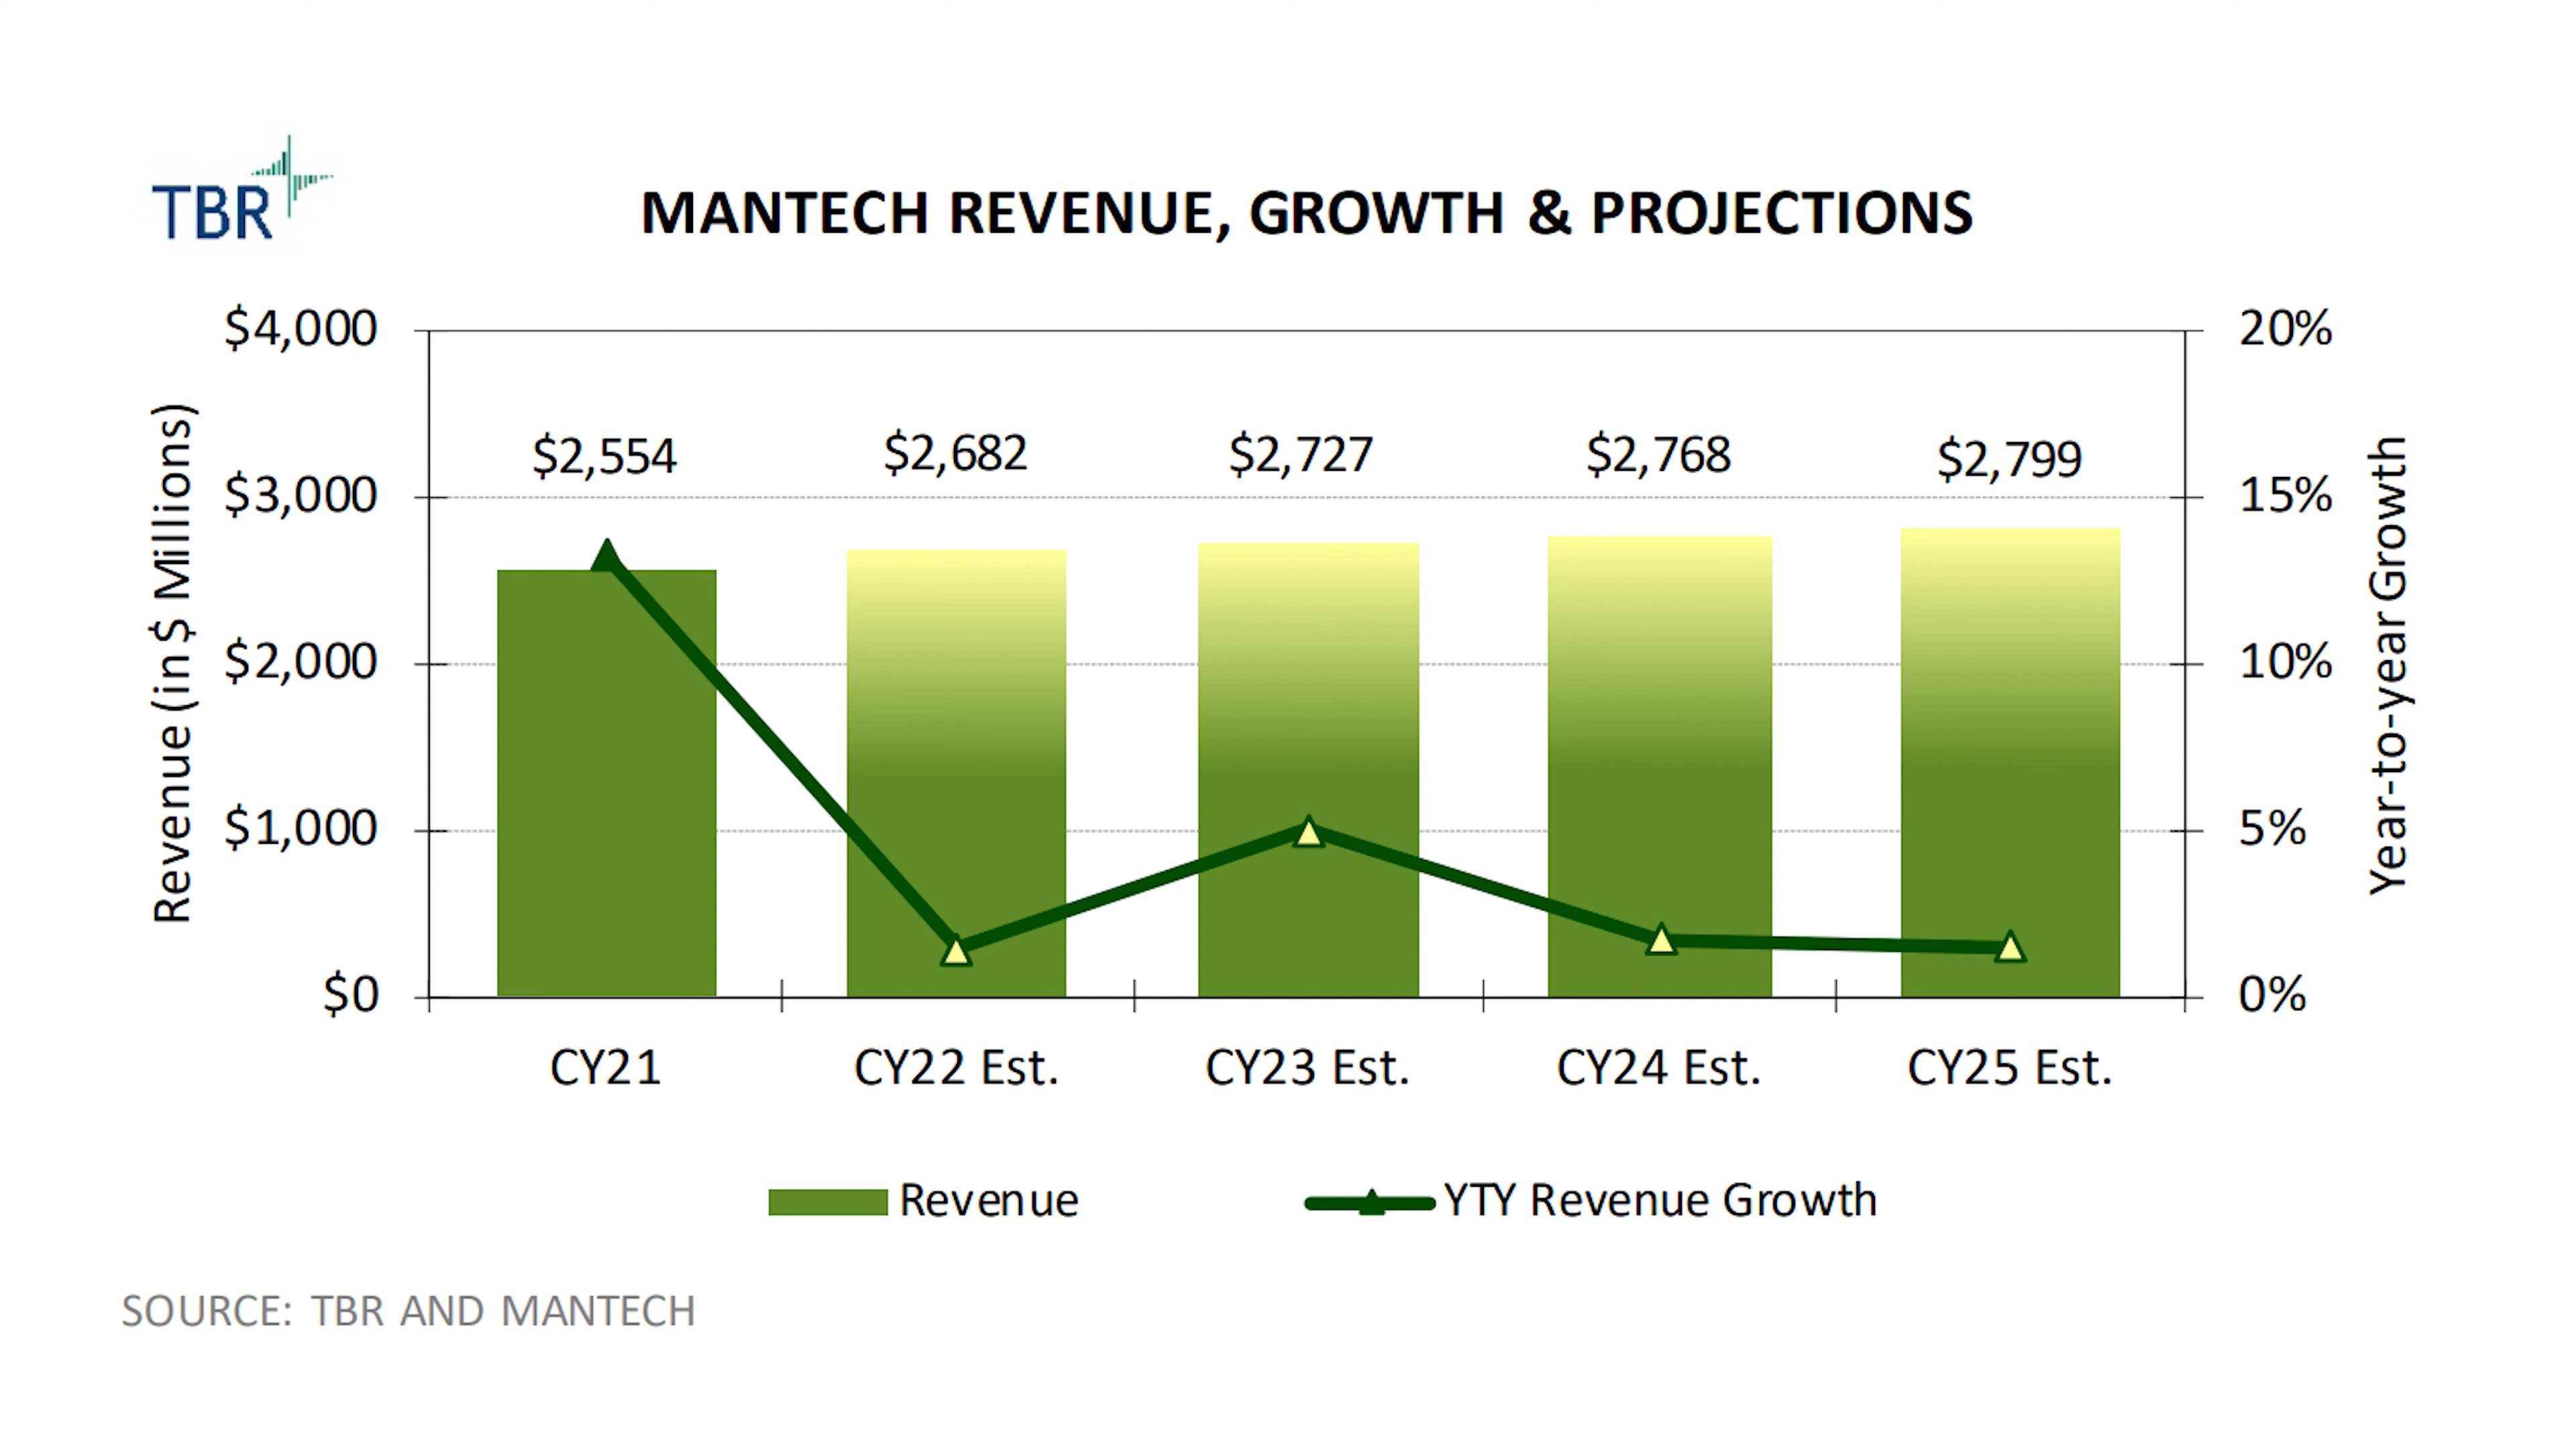 TBR
MANTECH REVENUE, GROWTH & PROJECTIONS
Revenue (in $ Millions)
$4,000
$3,000
$2,000
$1,000
$0
$2,554
$2,682
$2,727
$2,768
$2,799
20%
15%
10%
5%
0%
Year-to-year Growth
CY21
CY22 Est.
CY23 Est.
CY24 Est.
CY25 Est.
Revenue
YTY Revenue Growth
SOURCE: TBR AND MANTECH